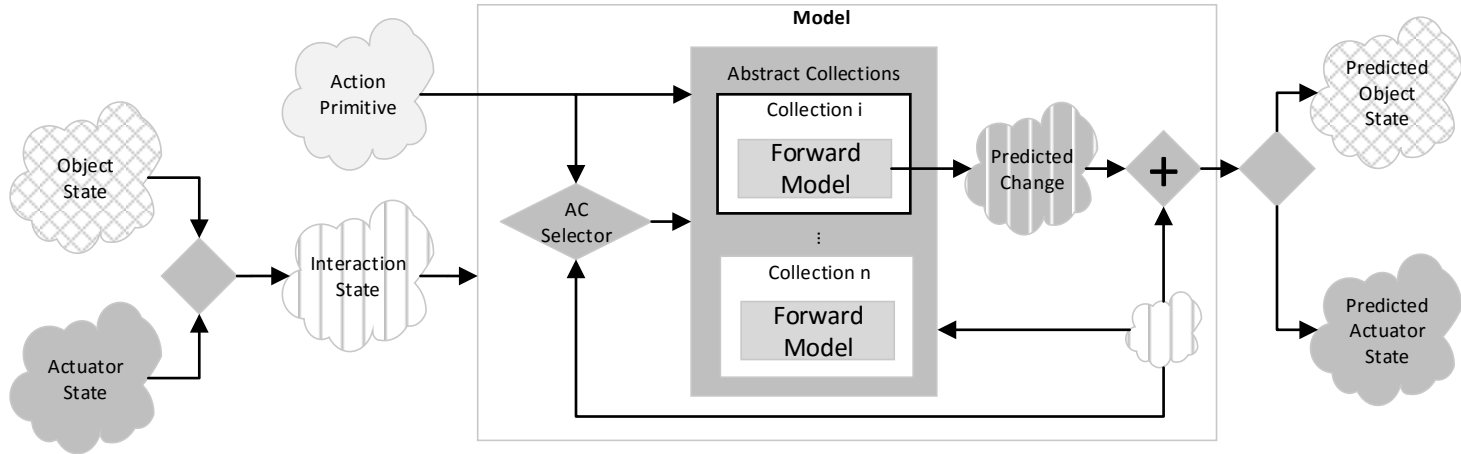 Model
Action
Primitive
Object
State
Actuator
State
Interaction
State
AC
Selector
Abstract Collections
Collection i
Forward
Model
...
Collection n
Forward
Model
Predicted
Change
+
Predicted
Object
State
Predicted
Actuator
State